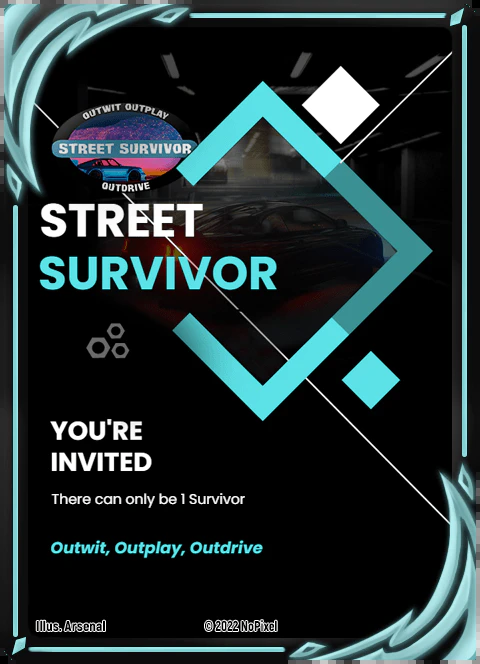 OUTWIT OUTPLAY
STREET SURVIVOR
OUTDRIVE
STREET
SURVIVOR
YOU'RE
INVITED
There can only be 1 Survivor
Outwit, Outplay, Outdrive
Illus. Arsenal
© 2022 NoPixel